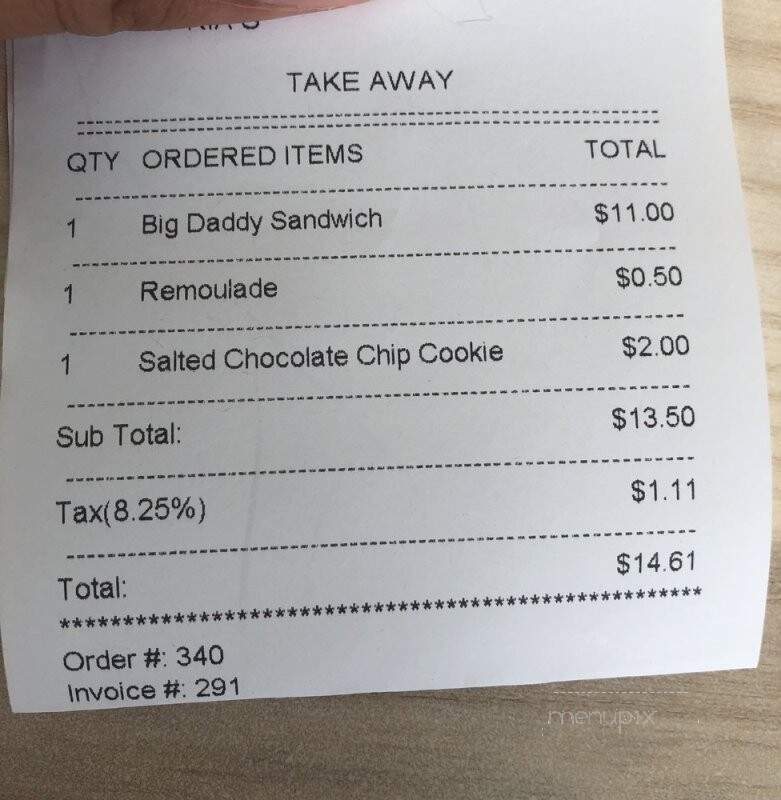 TAKE AWAY
QTY ORDERED ITEMS TOTAL
1 Big Daddy Sandwich $11.00
1 Remoulade $0.50
1 Salted Chocolate Chip Cookie $2.00
Sub Total: $13.50
Tax(8.25%) $1.11
Total: $14.61
****************************************************
Order #: 340
Invoice #: 291
menupix